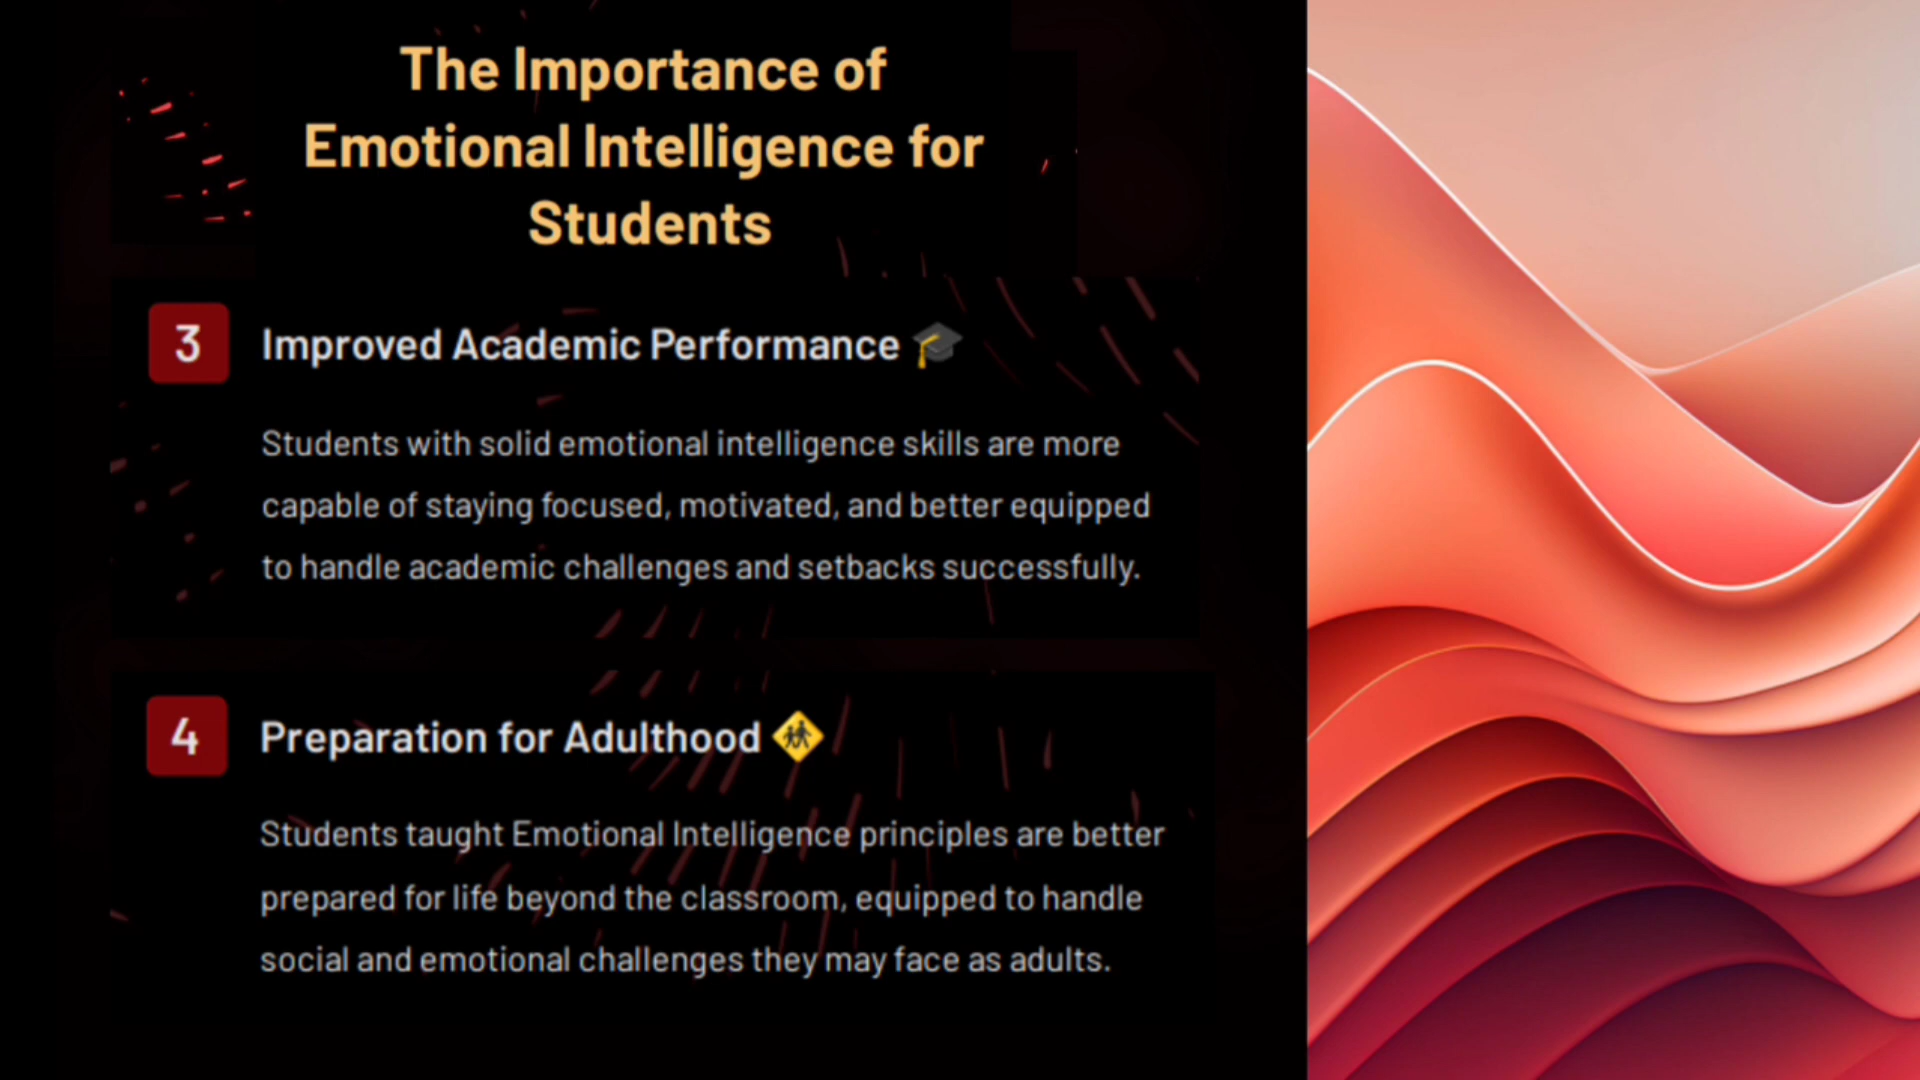 The Importance of
Emotional Intelligence for
Students
3
Improved Academic Performance 🎓
Students with solid emotional intelligence skills are more
capable of staying focused, motivated, and better equipped
to handle academic challenges and setbacks successfully.
4
Preparation for Adulthood 🚸
Students taught Emotional Intelligence principles are better
prepared for life beyond the classroom, equipped to handle
social and emotional challenges they may face as adults.